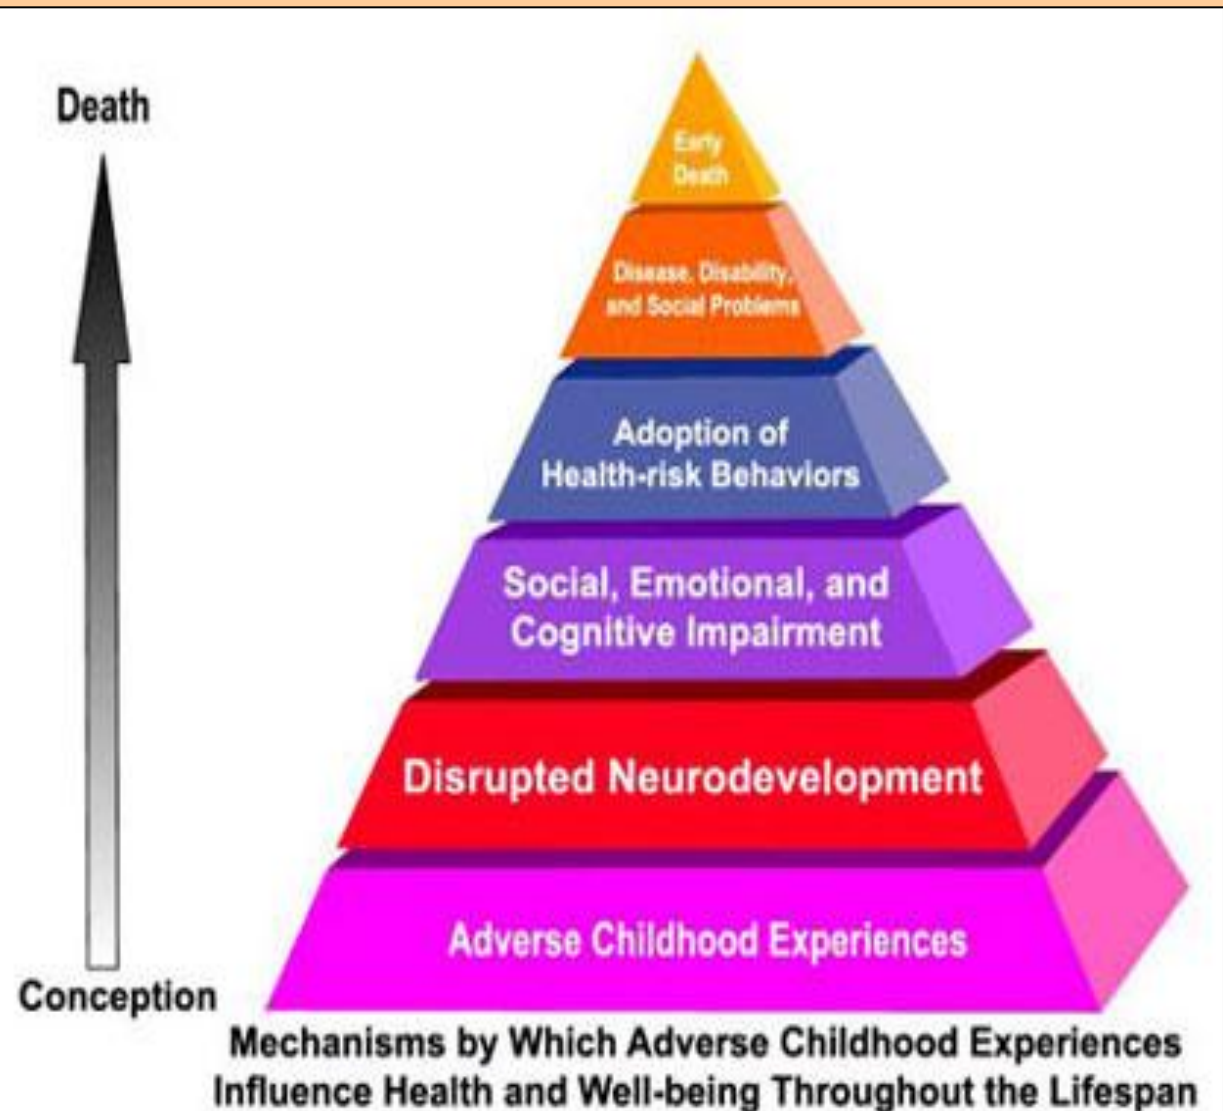 Death
Early
Death
Disease, Disability,
and Social Problems
Adoption of
Health-risk Behaviors
Social, Emotional, and
Cognitive Impairment
Disrupted Neurodevelopment
Adverse Childhood Experiences
Conception
Mechanisms by Which Adverse Childhood Experiences
Influence Health and Well-being Throughout the Lifespan